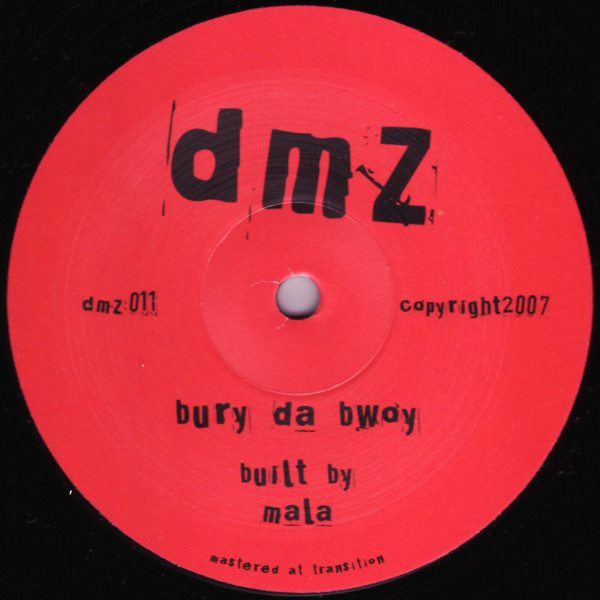 dmz
dmz:011
copyright2007
bury da bwoy
built by
mala
mastered at transition